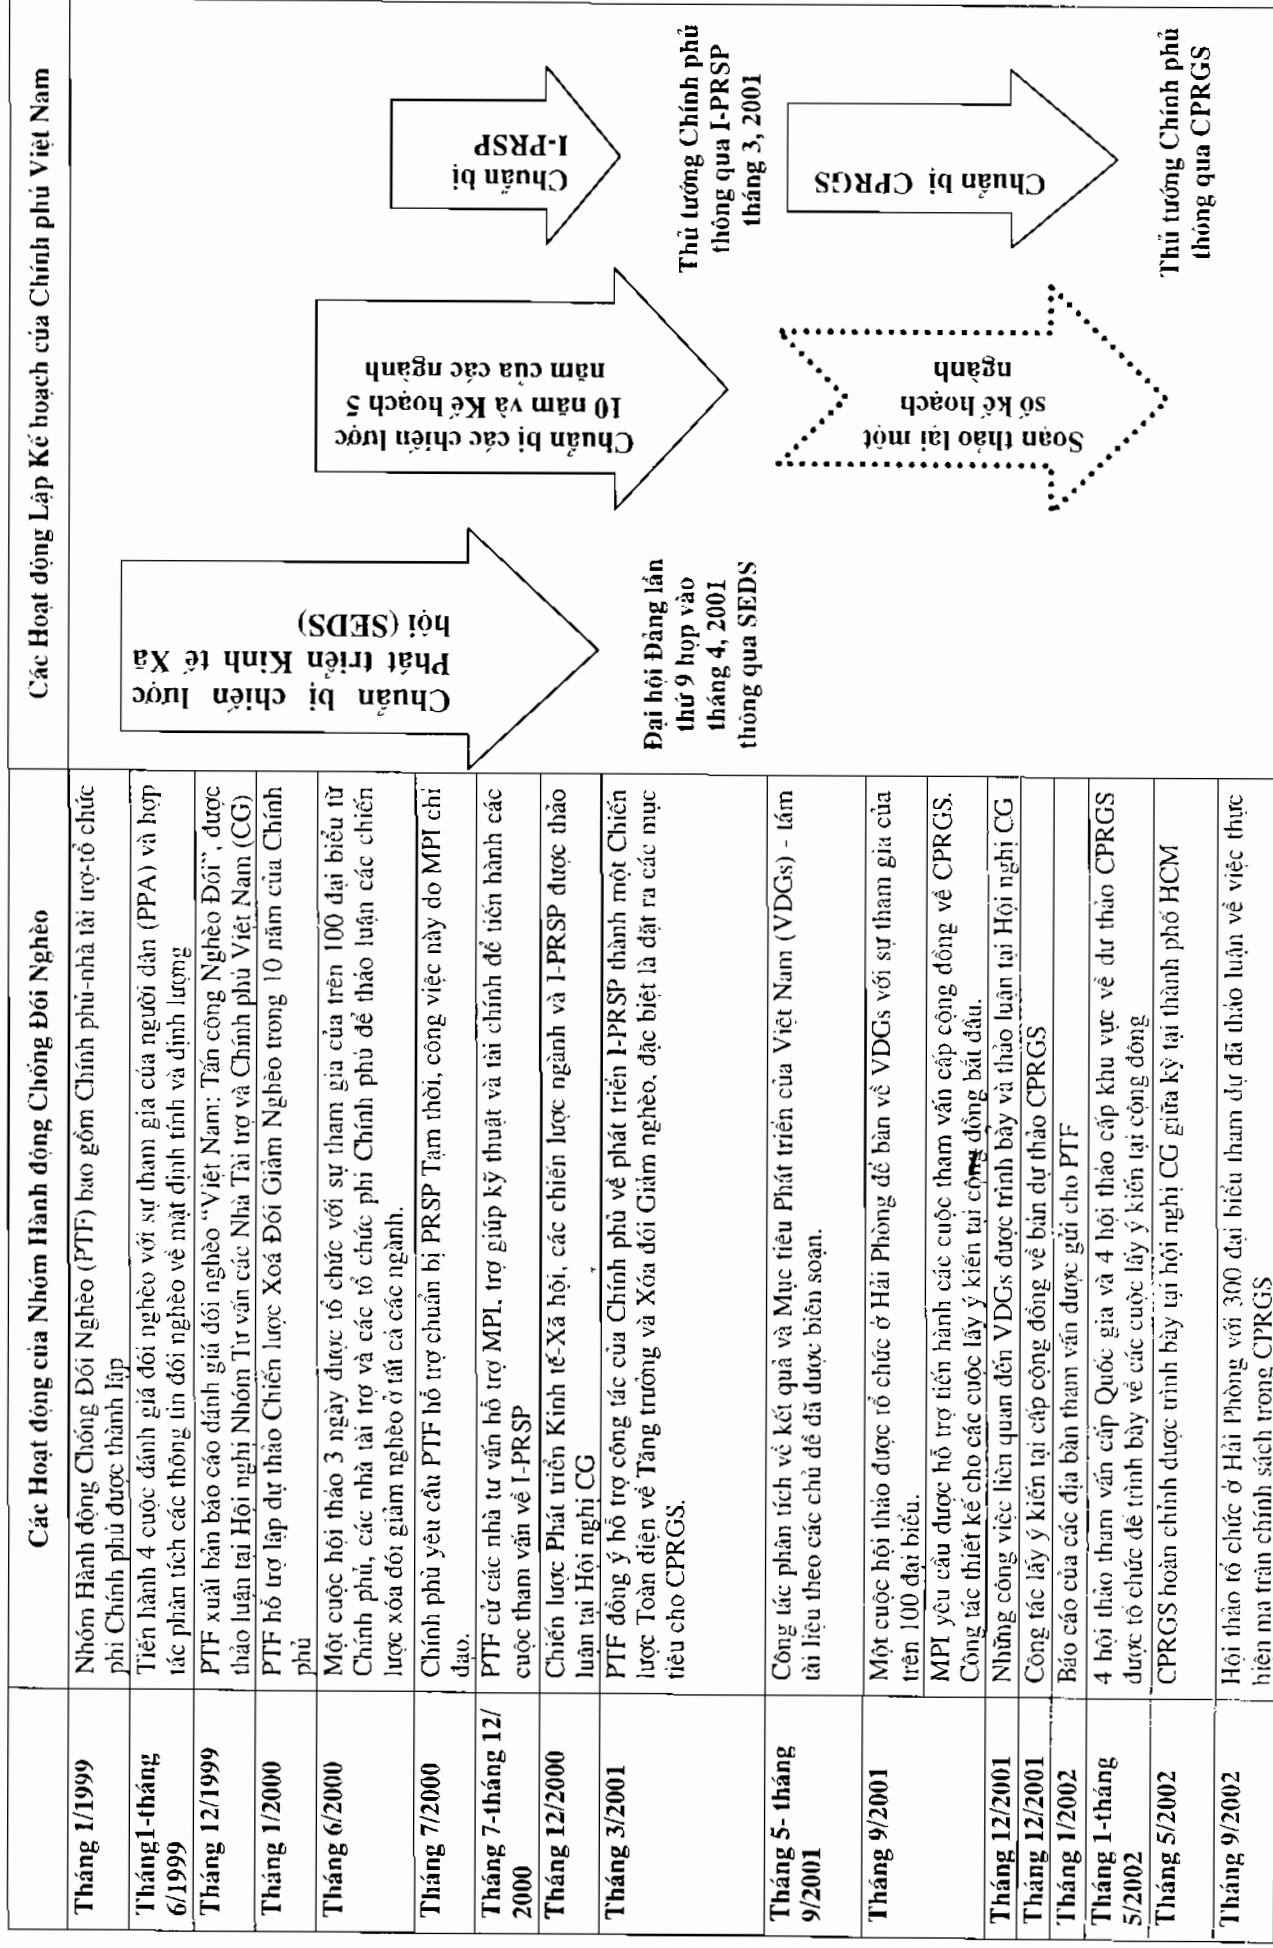 Các Hoạt động của Nhóm Hành động Chống Đói Nghèo
Các Hoạt động Lập Kế hoạch của Chính phủ Việt Nam
Tháng 1/1999
Nhóm Hành động Chống Đói Nghèo (PTF) bao gồm Chính phủ-nhà tài trợ-tổ chức
phi Chính phủ được thành lập
Tháng1-tháng
6/1999
Tiến hành 4 cuộc đánh giá đói nghèo với sự tham gia của người dân (PPA) và hợp
tác phân tích các thông tin đói nghèo về mặt định tính và định lượng
Tháng 12/1999
PTF xuất bản báo cáo đánh giá đói nghèo “Việt Nam: Tấn công Nghèo Đói”, được
thảo luận tại Hội nghị Nhóm Tư vấn các Nhà Tài trợ và Chính phủ Việt Nam (CG)
Tháng 1/2000
PTF hỗ trợ lập dự thảo Chiến lược Xoá Đói Giảm Nghèo trong 10 năm của Chính
phủ
Tháng 6/2000
Một cuộc hội thảo 3 ngày được tổ chức với sự tham gia của trên 100 đại biểu từ
Chính phủ, các nhà tài trợ và các tổ chức phi Chính phủ để thảo luận các chiến
lược xóa đói giảm nghèo ở tất cả các ngành.
Tháng 7/2000
Chính phủ yêu cầu PTF hỗ trợ chuẩn bị PRSP Tạm thời, công việc này do MPI chỉ
đạo.
Tháng 7-tháng 12/
2000
PTF cử các nhà tư vấn hỗ trợ MPI, trợ giúp kỹ thuật và tài chính để tiến hành các
cuộc tham vấn về I-PRSP
Tháng 12/2000
Chiến lược Phát triển Kinh tế-Xã hội, các chiến lược ngành và I-PRSP được thảo
luận tại Hội nghị CG
Tháng 3/2001
PTF đồng ý hỗ trợ công tác của Chính phủ về phát triển I-PRSP thành một Chiến
lược Toàn diện về Tăng trưởng và Xóa đói Giảm nghèo, đặc biệt là đặt ra các mục
tiêu cho CPRGS.
Tháng 5- tháng
9/2001
Công tác phân tích về kết quả và Mục tiêu Phát triển của Việt Nam (VDGs) - tám
tài liệu theo các chủ đề đã được biên soạn.
Tháng 9/2001
Một cuộc hội thảo được tổ chức ở Hải Phòng để bàn về VDGs với sự tham gia của
trên 100 đại biểu.
MPI yêu cầu được hỗ trợ tiến hành các cuộc tham vấn cấp cộng đồng về CPRGS.
Công tác thiết kế cho các cuộc lấy ý kiến tại cộng đồng bắt đầu.
Tháng 12/2001
Những công việc liên quan đến VDGs được trình bày và thảo luận tại Hội nghị CG
Tháng 12/2001
Công tác lấy ý kiến tại cấp cộng đồng về bản dự thảo CPRGS
Tháng 1/2002
Báo cáo của các địa bàn tham vấn được gửi cho PTF
Tháng 1-tháng
5/2002
4 hội thảo tham vấn cấp Quốc gia và 4 hội thảo cấp khu vực về dư thảo CPRGS
được tổ chức để trình bày về các cuộc lấy ý kiến tại cộng đồng
Tháng 5/2002
CPRGS hoàn chỉnh được trình bày tại hội nghị CG giữa kỳ tại thành phố HCM
Tháng 9/2002
Hội thảo tổ chức ở Hải Phòng với 300 đại biểu tham dự đã thảo luận về việc thực
hiện ma trận chính sách trong CPRGS
Chuẩn bị chiến lược
Phát triển Kinh tế Xã
hội (SEDS)
Đại hội Đảng lần
thứ 9 họp vào
tháng 4, 2001
thông qua SEDS
Chuẩn bị các chiến lược
10 năm và Kế hoạch 5
năm của các ngành
Soạn thảo lại một
số kế hoạch
ngành
Chuẩn bị
I-PRSP
Thủ tướng Chính phủ
thông qua I-PRSP
tháng 3, 2001
Chuẩn bị CPRGS
Thủ tướng Chính phủ
thông qua CPRGS